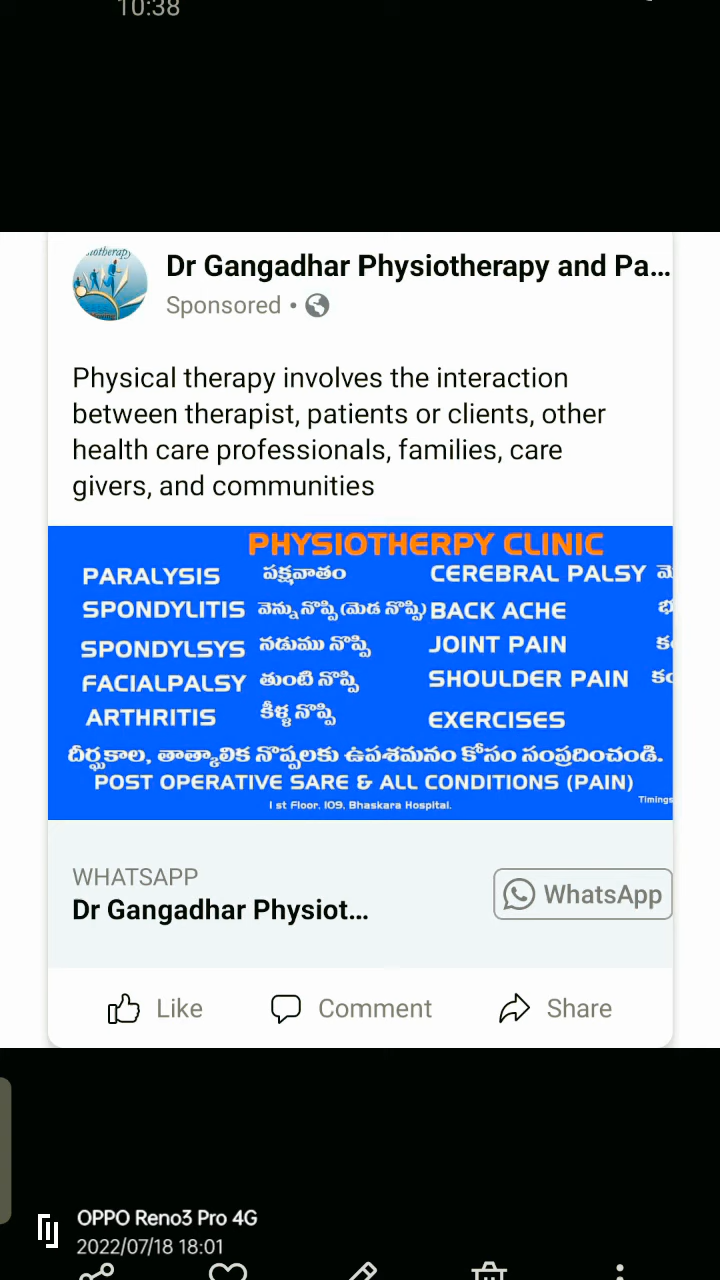 10:38
Dr Gangadhar Physiotherapy and Pa...
Sponsored •
Physical therapy involves the interaction
between therapist, patients or clients, other
health care professionals, families, care
givers, and communities
PHYSIOTHERPY CLINIC
PARALYSIS పక్షవాతం CEREBRAL PALSY
SPONDYLITIS వెన్ను నొప్పి (మెడ నొప్పి) BACK ACHE
SPONDYLSYS నడుము నొప్పి JOINT PAIN
FACIALPALSY తుంటి నొప్పి SHOULDER PAIN
ARTHRITIS కీళ్ళ నొప్పి EXERCISES
దీర్ఘకాల, తాత్కాలిక నొప్పలకు ఉపశమనం కోసం సంప్రదించండి.
POST OPERATIVE SARE & ALL CONDITIONS (PAIN)
1 st Floor. 109. Bhaskara Hospital.
Timings
WHATSAPP
Dr Gangadhar Physiot...
WhatsApp
Like Comment Share
OPPO Reno3 Pro 4G
2022/07/18 18:01